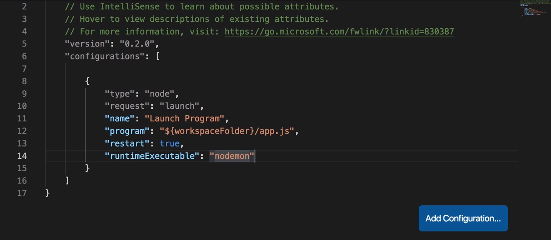 2 // Use IntelliSense to learn about possible attributes.
3 // Hover to view descriptions of existing attributes.
4 // For more information, visit: https://go.microsoft.com/fwlink/?linkid=830387
5 "version": "0.2.0",
6 "configurations": [
7
8 {
9 "type": "node",
10 "request": "launch",
11 "name": "Launch Program",
12 "program": "${workspaceFolder}/app.js",
13 "restart": true,
14 "runtimeExecutable": "nodemon"
15 }
16 ]
17 }
Add Configuration...